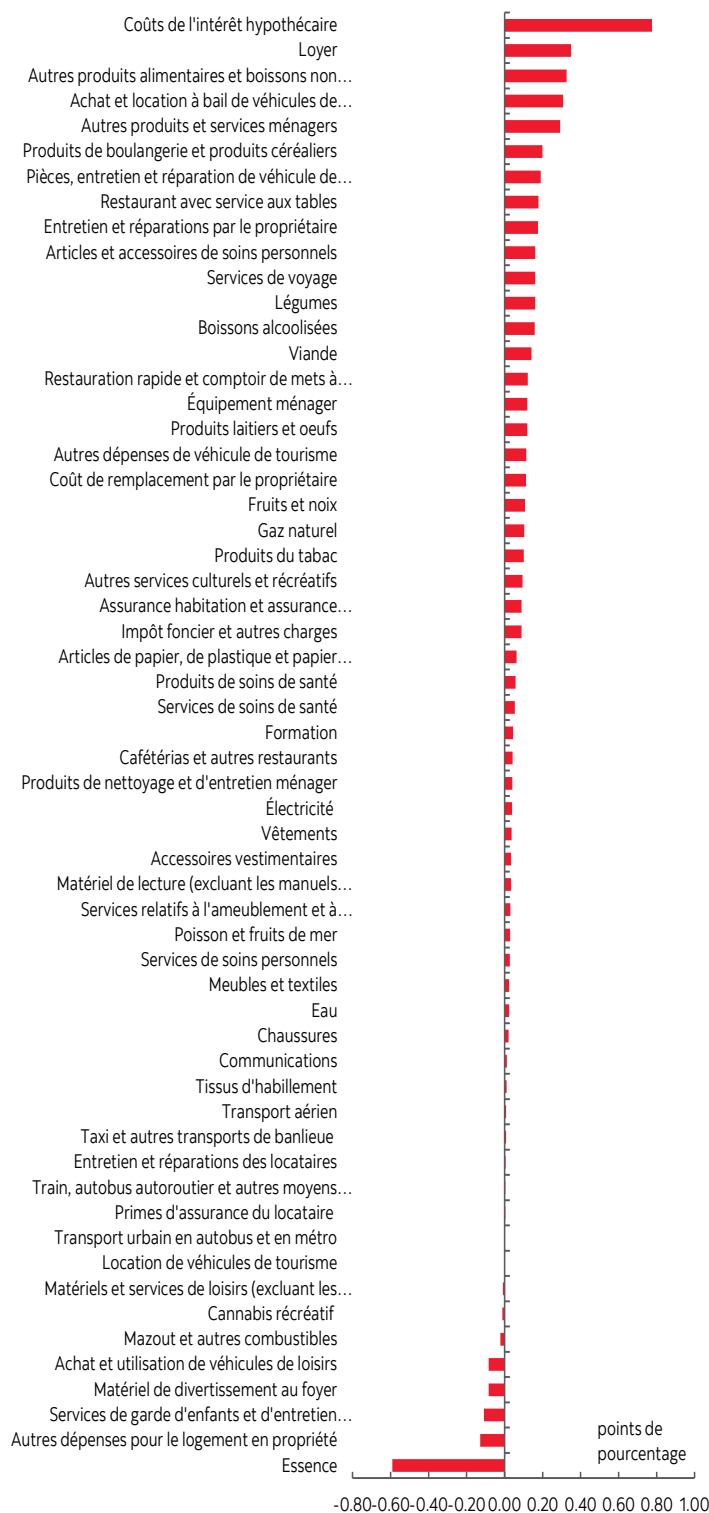 Coûts de l'intérêt hypothécaire
Loyer
Autres produits alimentaires et boissons non…
Achat et location à bail de véhicules de…
Autres produits et services ménagers
Produits de boulangerie et produits céréaliers
Pièces, entretien et réparation de véhicule de…
Restaurant avec service aux tables
Entretien et réparations par le propriétaire
Articles et accessoires de soins personnels
Services de voyage
Légumes
Boissons alcoolisées
Viande
Restauration rapide et comptoir de mets à…
Équipement ménager
Produits laitiers et oeufs
Autres dépenses de véhicule de tourisme
Coût de remplacement par le propriétaire
Fruits et noix
Gaz naturel
Produits du tabac
Autres services culturels et récréatifs
Assurance habitation et assurance…
Impôt foncier et autres charges
Articles de papier, de plastique et papier…
Produits de soins de santé
Services de soins de santé
Formation
Cafétérias et autres restaurants
Produits de nettoyage et d'entretien ménager
Électricité
Vêtements
Accessoires vestimentaires
Matériel de lecture (excluant les manuels…
Services relatifs à l'ameublement et à…
Poisson et fruits de mer
Services de soins personnels
Meubles et textiles
Eau
Chaussures
Communications
Tissus d'habillement
Transport aérien
Taxi et autres transports de banlieue
Entretien et réparations des locataires
Train, autobus autoroutier et autres moyens…
Primes d'assurance du locataire
Transport urbain en autobus et en métro
Location de véhicules de tourisme
Matériels et services de loisirs (excluant les…
Cannabis récréatif
Mazout et autres combustibles
Achat et utilisation de véhicules de loisirs
Matériel de divertissement au foyer
Services de garde d'enfants et d'entretien…
Autres dépenses pour le logement en propriété
Essence
points de
pourcentage
-0.80 -0.60 -0.40 -0.20 0.00 0.20 0.40 0.60 0.80 1.00